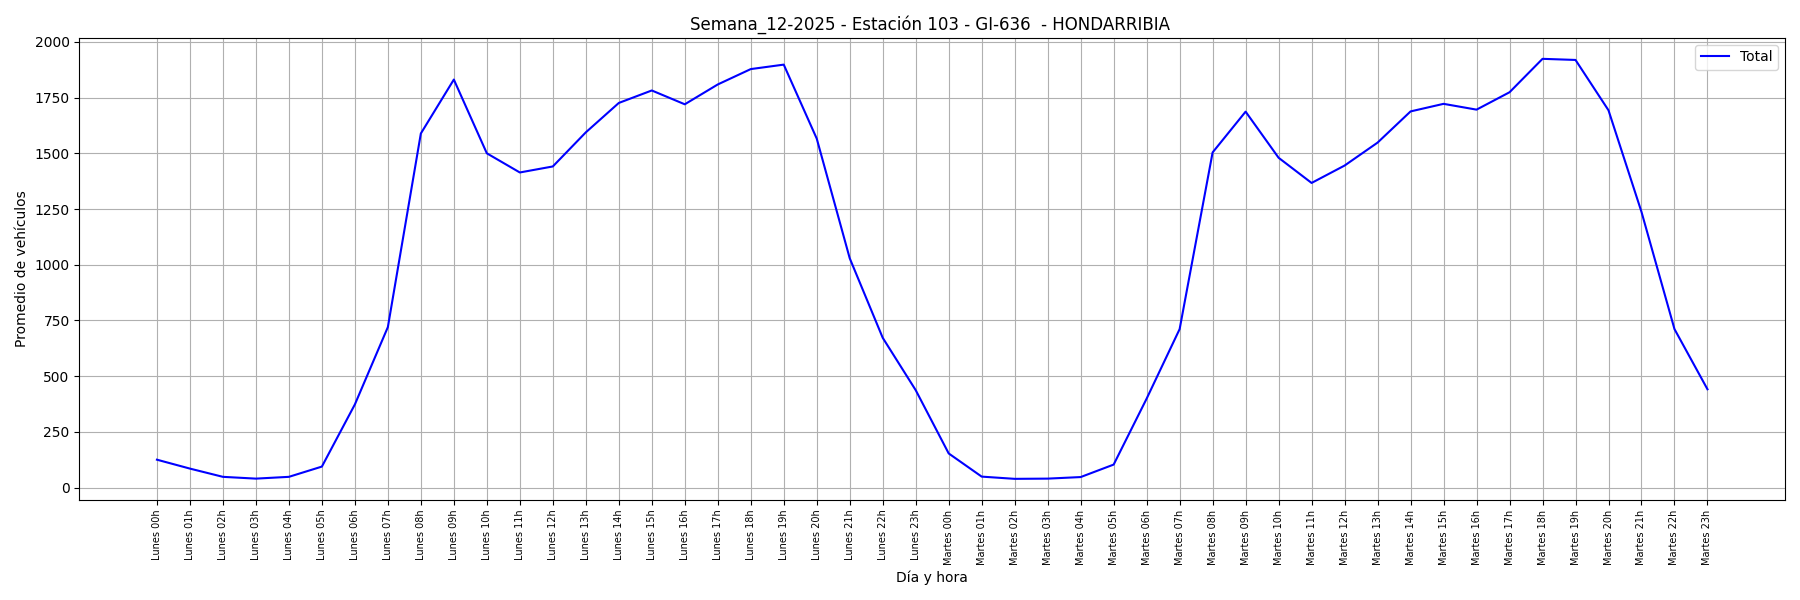 Semana_12-2025 - Estación 103 - GI-636  - HONDARRIBIA
Total
Promedio de vehículos
2000
1750
1500
1250
1000
750
500
250
0
Lunes 00h
Lunes 01h
Lunes 02h
Lunes 03h
Lunes 04h
Lunes 05h
Lunes 06h
Lunes 07h
Lunes 08h
Lunes 09h
Lunes 10h
Lunes 11h
Lunes 12h
Lunes 13h
Lunes 14h
Lunes 15h
Lunes 16h
Lunes 17h
Lunes 18h
Lunes 19h
Lunes 20h
Lunes 21h
Lunes 22h
Lunes 23h
Martes 00h
Martes 01h
Martes 02h
Martes 03h
Martes 04h
Martes 05h
Martes 06h
Martes 07h
Martes 08h
Martes 09h
Martes 10h
Martes 11h
Martes 12h
Martes 13h
Martes 14h
Martes 15h
Martes 16h
Martes 17h
Martes 18h
Martes 19h
Martes 20h
Martes 21h
Martes 22h
Martes 23h
Día y hora